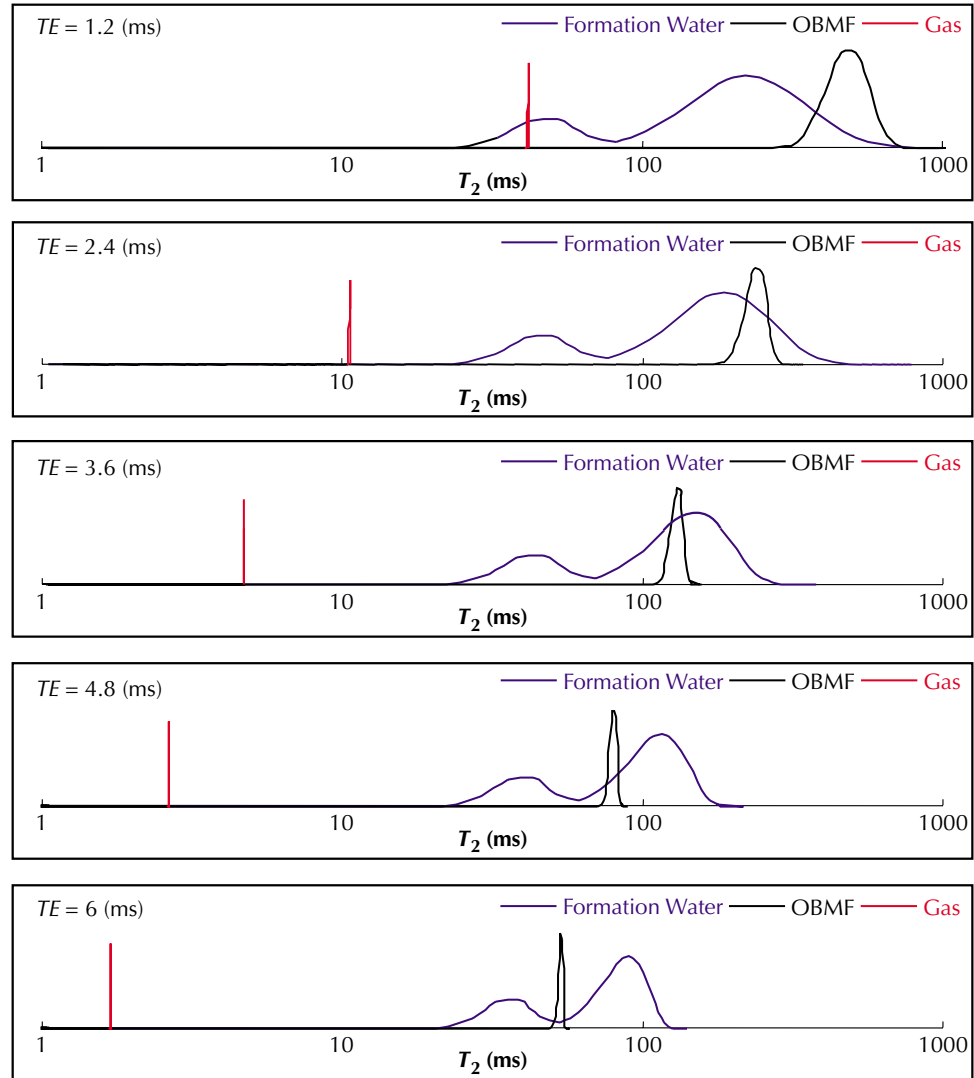 TE = 1.2 (ms) Formation Water OBMF Gas
1 10 100 1000
T2 (ms)
TE = 2.4 (ms) Formation Water OBMF Gas
1 10 100 1000
T2 (ms)
TE = 3.6 (ms) Formation Water OBMF Gas
1 10 100 1000
T2 (ms)
TE = 4.8 (ms) Formation Water OBMF Gas
1 10 100 1000
T2 (ms)
TE = 6 (ms) Formation Water OBMF Gas
1 10 100 1000
T2 (ms)